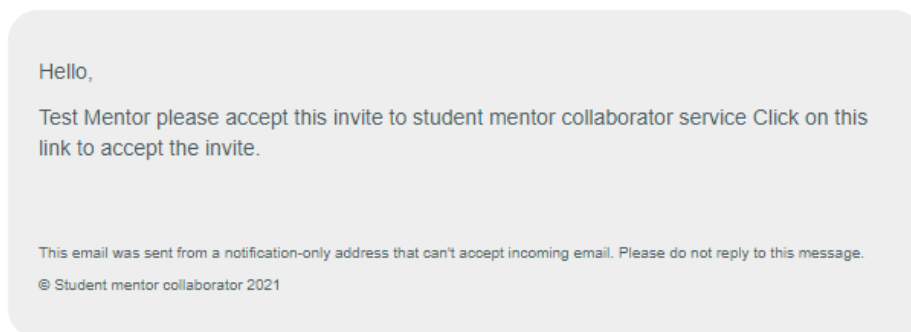 Hello,
Test Mentor please accept this invite to student mentor collaborator service Click on this
link to accept the invite.
This email was sent from a notification-only address that can't accept incoming email. Please do not reply to this message.
© Student mentor collaborator 2021